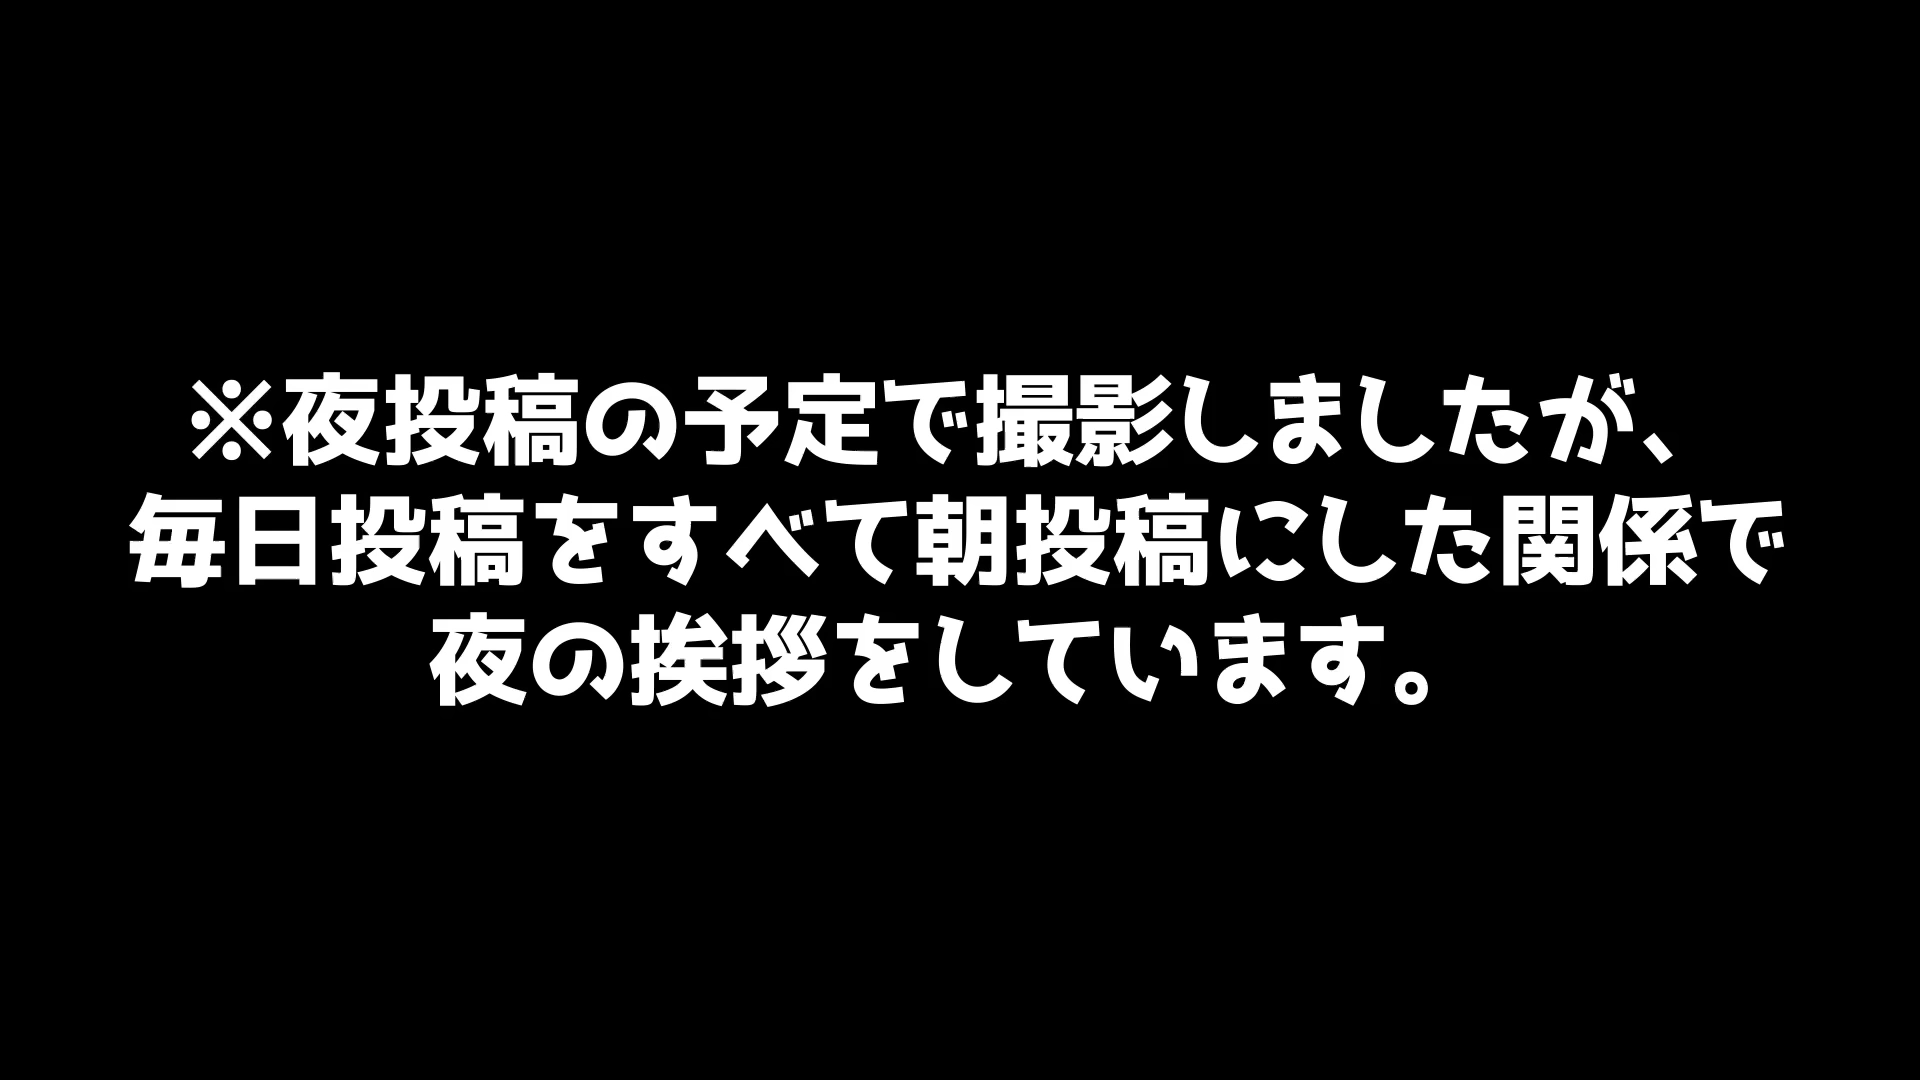 ※夜投稿の予定で撮影しましたが、
毎日投稿をすべて朝投稿にした関係で
夜の挨拶をしています。